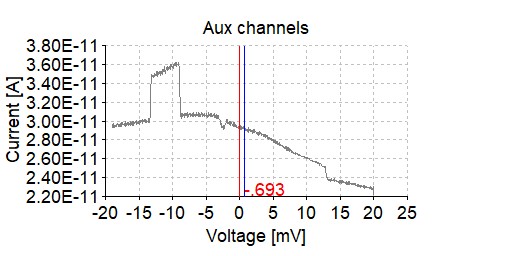 Aux channels
Current [A]
3.80E-11
3.60E-11
3.40E-11
3.20E-11
3.00E-11
2.80E-11
2.60E-11
2.40E-11
2.20E-11
-.693
-20 -15 -10 -5 0 5 10 15 20 25
Voltage [mV]